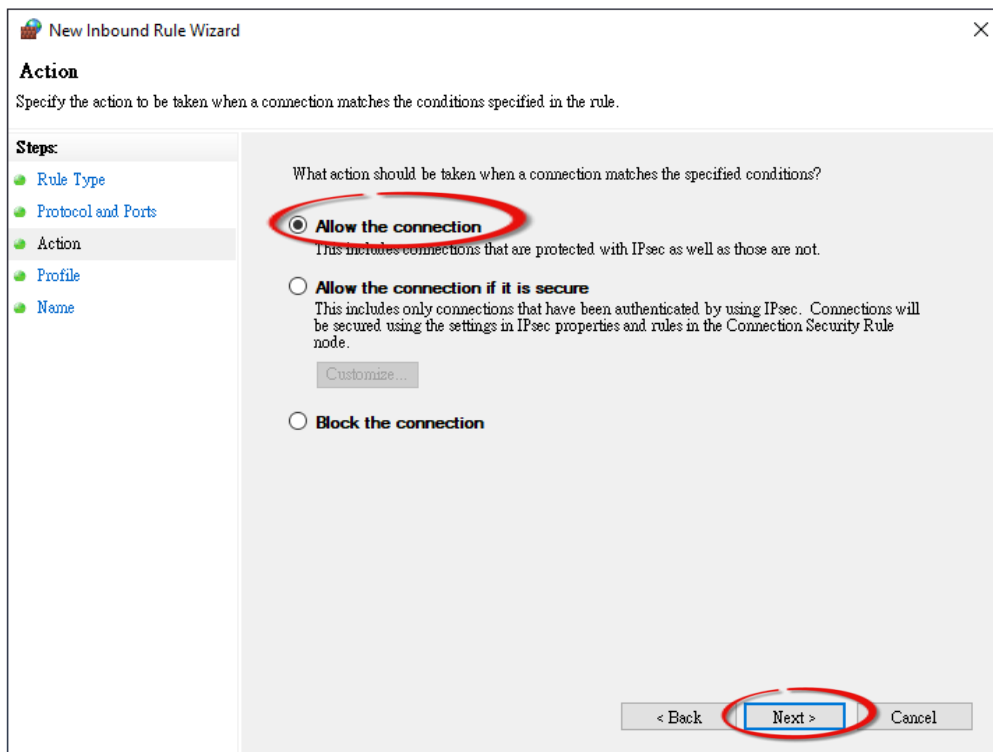 New Inbound Rule Wizard
Action
Specify the action to be taken when a connection matches the conditions specified in the rule.
Steps:
Rule Type
Protocol and Ports
Action
Profile
Name
What action should be taken when a connection matches the specified conditions?
Allow the connection
This includes connections that are protected with IPsec as well as those are not.
Allow the connection if it is secure
This includes only connections that have been authenticated by using IPsec. Connections will
be secured using the settings in IPsec properties and rules in the Connection Security Rule
node.
Customize...
Block the connection
< Back
Next >
Cancel